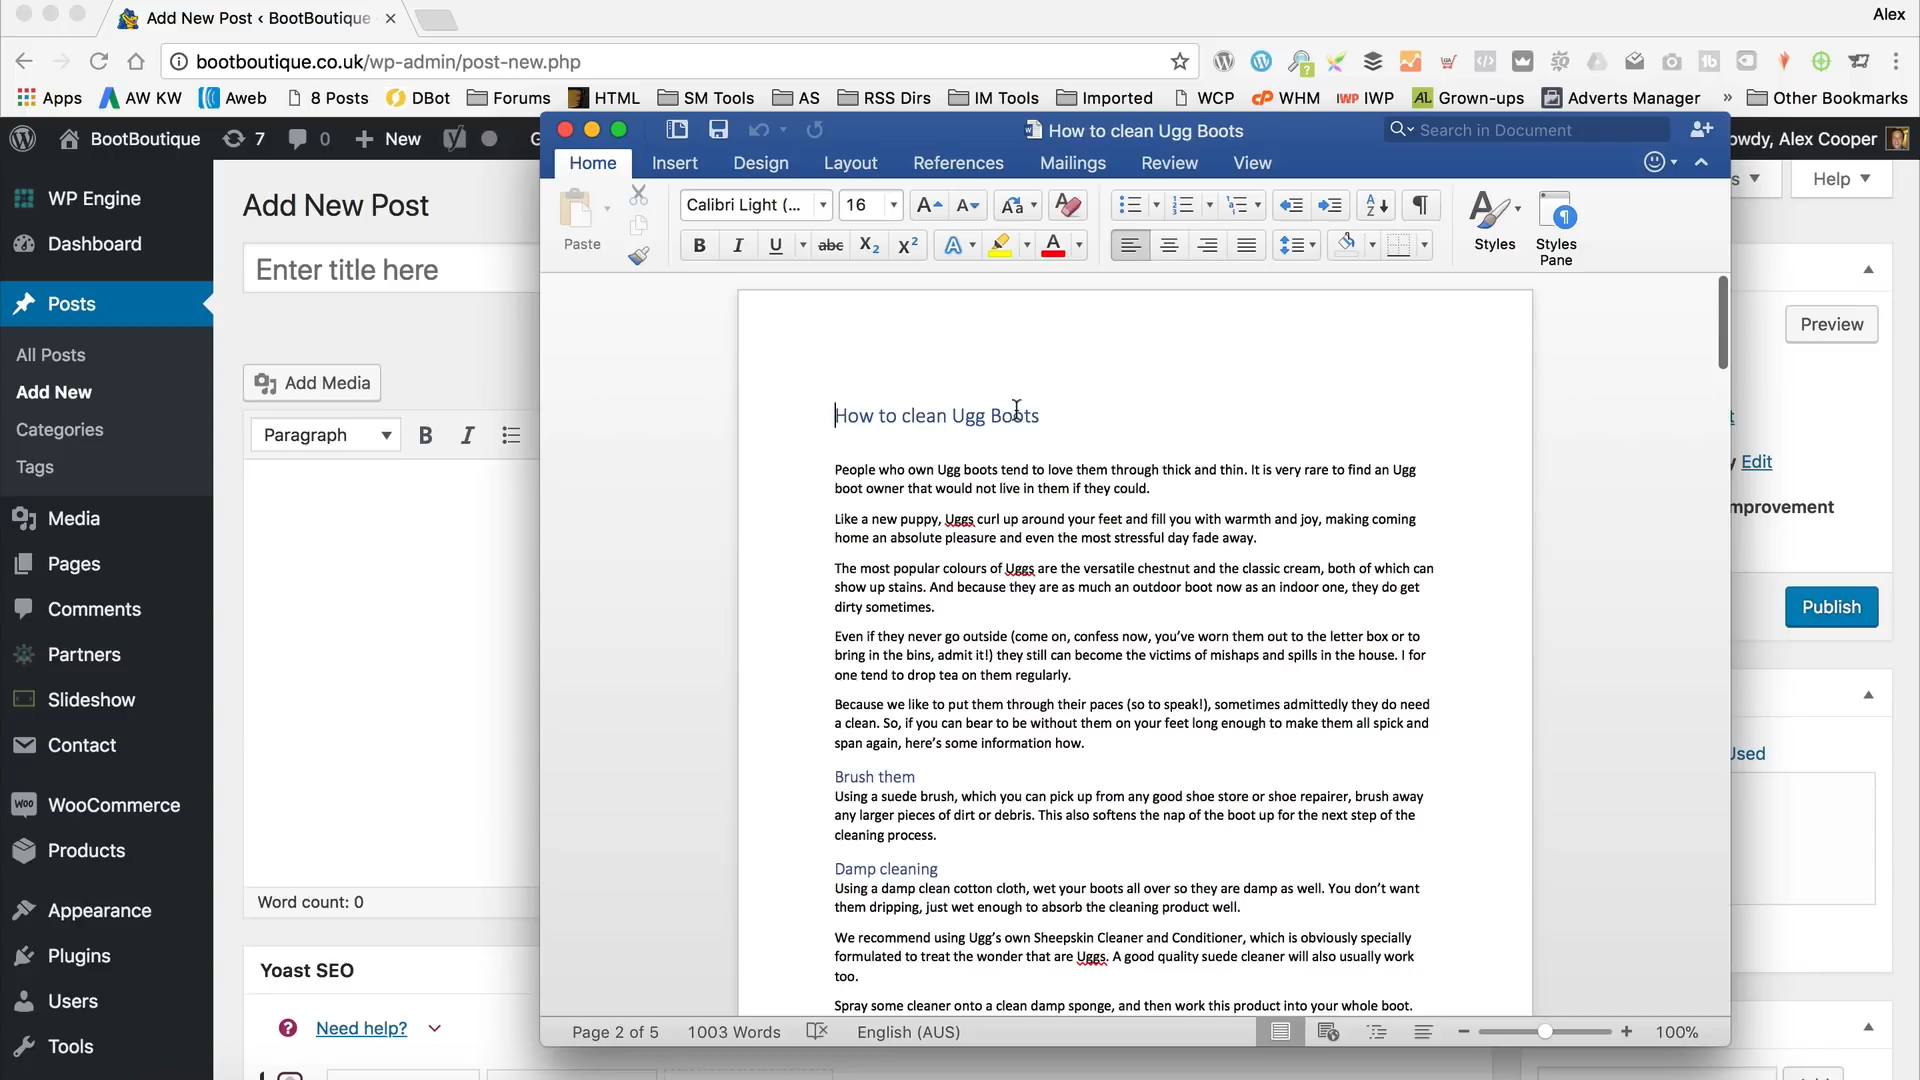 Add New Post ‹ BootBoutique
Alex
bootboutique.co.uk/wp-admin/post-new.php
Apps AW KW Aweb 8 Posts DBot Forums HTML SM Tools AS RSS Dirs IM Tools Imported WCP cP WHM IWP IWP AL Grown-ups Adverts Manager » Other Bookmarks
BootBoutique 7 0 New
owdy, Alex Cooper
How to clean Ugg Boots
Search in Document
Home Insert Design Layout References Mailings Review View
Help
Paste
Calibri Light (... 16
B I U abc X2 X2
Styles
Styles Pane
WP Engine
Dashboard
Posts
All Posts
Add New
Categories
Tags
Media
Pages
Comments
Partners
Slideshow
Contact
WooCommerce
Products
Appearance
Plugins
Users
Tools
Add New Post
Enter title here
Add Media
Paragraph B I
Word count: 0
Yoast SEO
Need help?
How to clean Ugg Boots
People who own Ugg boots tend to love them through thick and thin. It is very rare to find an Ugg
boot owner that would not live in them if they could.
Like a new puppy, Uggs curl up around your feet and fill you with warmth and joy, making coming
home an absolute pleasure and even the most stressful day fade away.
The most popular colours of Uggs are the versatile chestnut and the classic cream, both of which can
show up stains. And because they are as much an outdoor boot now as an indoor one, they do get
dirty sometimes.
Even if they never go outside (come on, confess now, you’ve worn them out to the letter box or to
bring in the bins, admit it!) they still can become the victims of mishaps and spills in the house. I for
one tend to drop tea on them regularly.
Because we like to put them through their paces (so to speak!), sometimes admittedly they do need
a clean. So, if you can bear to be without them on your feet long enough to make them all spick and
span again, here’s some information how.
Brush them
Using a suede brush, which you can pick up from any good shoe store or shoe repairer, brush away
any larger pieces of dirt or debris. This also softens the nap of the boot up for the next step of the
cleaning process.
Damp cleaning
Using a damp clean cotton cloth, wet your boots all over so they are damp as well. You don’t want
them dripping, just wet enough to absorb the cleaning product well.
We recommend using Ugg’s own Sheepskin Cleaner and Conditioner, which is obviously specially
formulated to treat the wonder that are Uggs. A good quality suede cleaner will also usually work
too.
Spray some cleaner onto a clean damp sponge, and then work this product into your whole boot.
Page 2 of 5 1003 Words English (AUS) 100%
Preview
Edit
mprovement
Publish
Used